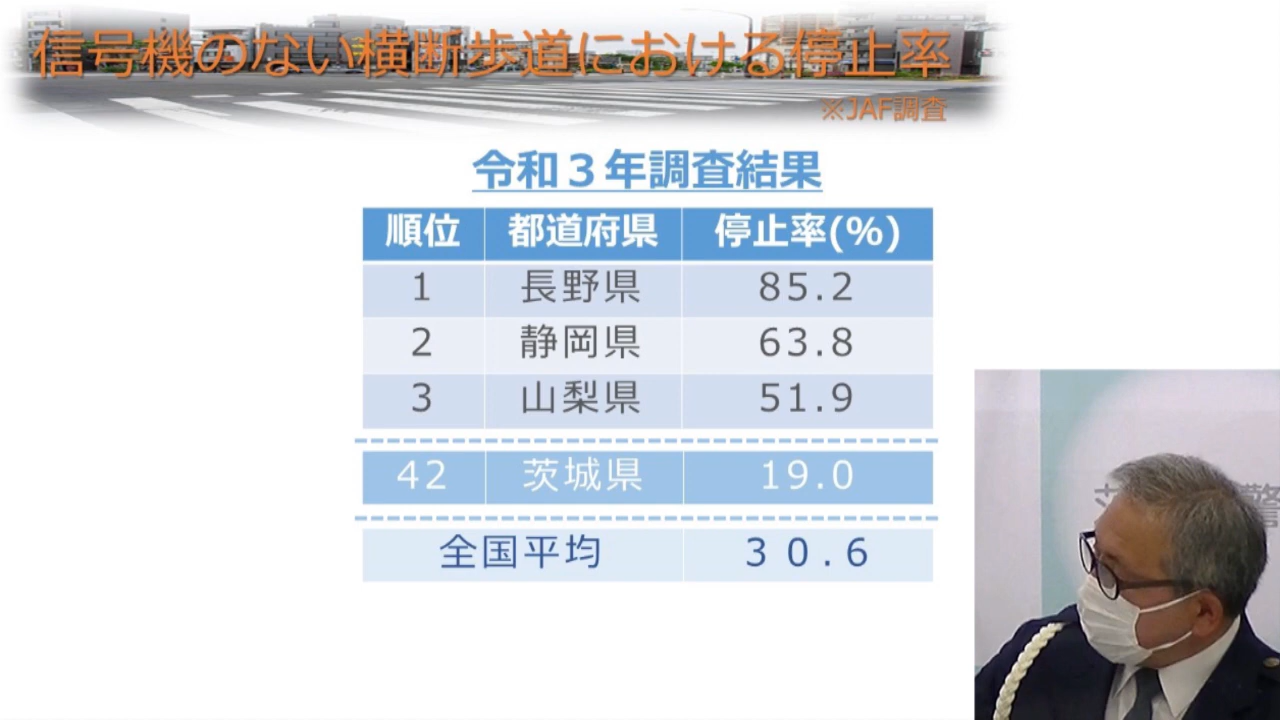 信号機のない横断歩道における停止率
※JAF調査
令和３年調査結果
順位 都道府県 停止率(%)
1 長野県 85.2
2 静岡県 63.8
3 山梨県 51.9
42 茨城県 19.0
全国平均 ３０.６
警